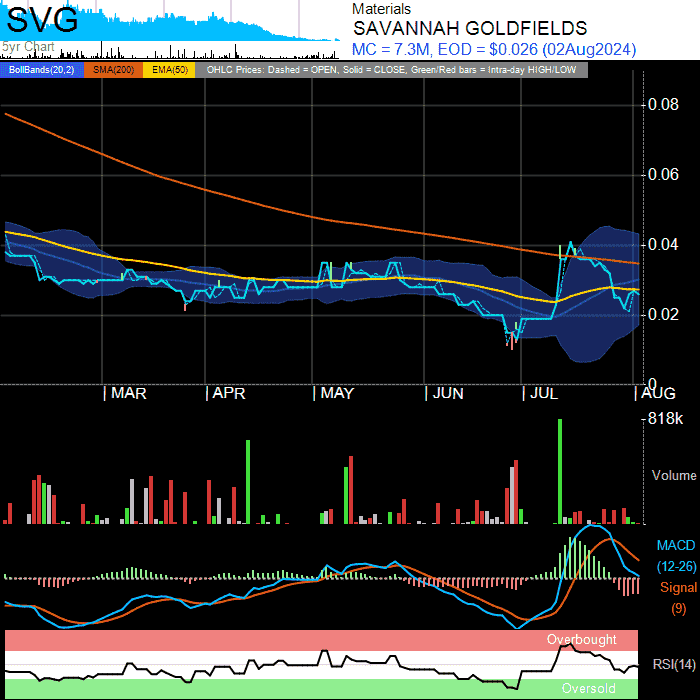 SVG
5yr Chart
Materials
SAVANNAH GOLDFIELDS
MC = 7.3M, EOD = $0.026 (02Aug2024)
BollBands(20,2) SMA(200) EMA(50) OHLC Prices: Dashed = OPEN, Solid = CLOSE, Green/Red bars = Intra-day HIGH/LOW
0.08
0.06
0.04
0.02
0
MAR APR MAY JUN JUL AUG
818k
Volume
MACD
(12-26)
Signal
(9)
Overbought
RSI(14)
Oversold